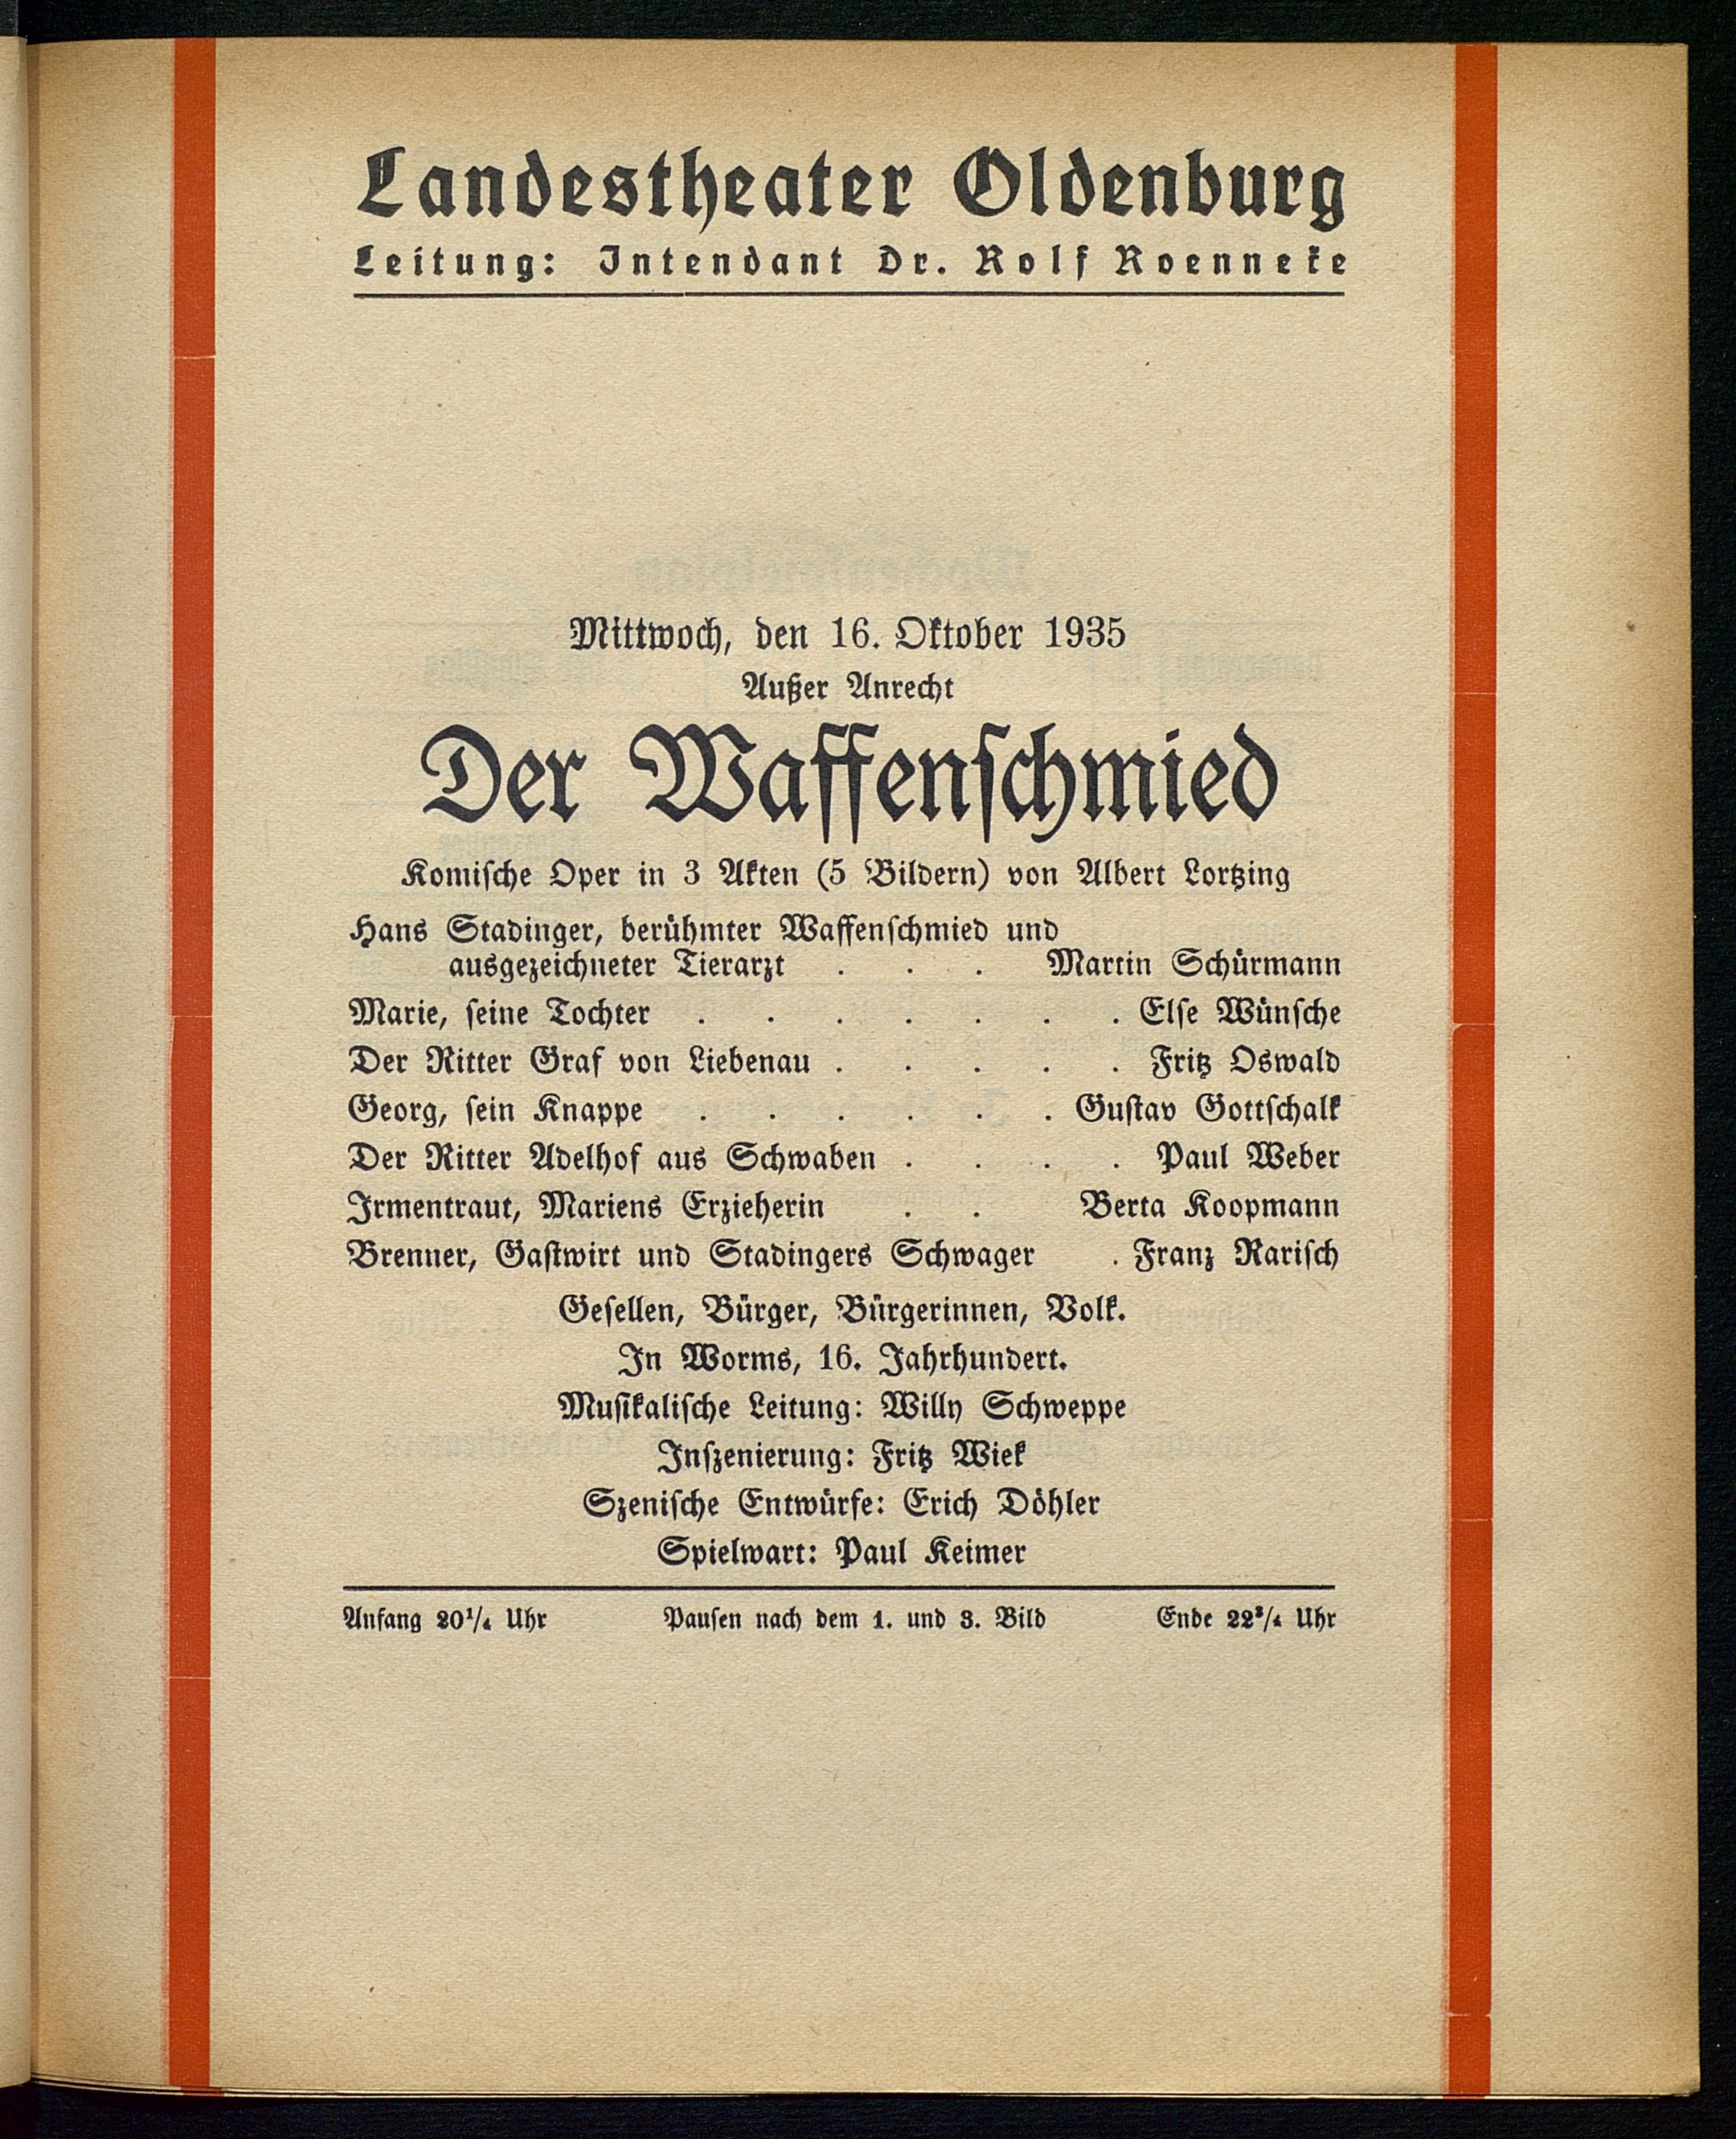 Landestheater Oldenburg
Leitung: Intendant Dr. Rolf Roenneke
Mittwoch, den 16. Oktober 1935
Außer Anrecht
Der Waffenschmied
Komische Oper in 3 Akten (5 Bildern) von Albert Lortzing
Hans Stadinger, berühmter Waffenschmied und
ausgezeichneter Tierarzt . . . Martin Schürmann
Marie, seine Tochter . . . . . . . Else Wünsche
Der Ritter Graf von Liebenau . . . . . Fritz Oswald
Georg, sein Knappe . . . . . . Gustav Gottschalk
Der Ritter Adelhof aus Schwaben . . . . Paul Weber
Irmentraut, Mariens Erzieherin . . Berta Koopmann
Brenner, Gastwirt und Stadingers Schwager . Franz Rarisch
Gesellen, Bürger, Bürgerinnen, Volk.
In Worms, 16. Jahrhundert.
Musikalische Leitung: Willy Schweppe
Inszenierung: Fritz Wiek
Szenische Entwürfe: Erich Döhler
Spielwart: Paul Keimer
Anfang 20¹/₄ Uhr Pausen nach dem 1. und 3. Bild Ende 22³/₄ Uhr